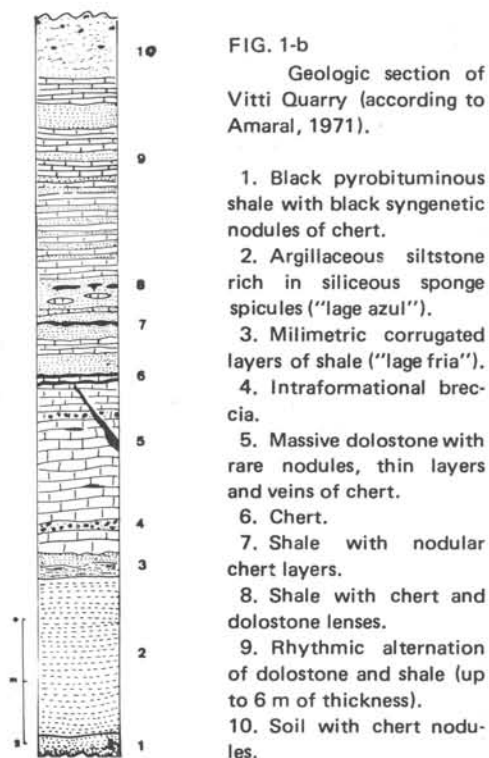 FIG. 1-b
Geologic section of
Vitti Quarry (according to
Amaral, 1971).
1. Black pyrobituminous
shale with black syngenetic
nodules of chert.
2. Argillaceous siltstone
rich in siliceous sponge
spicules ("lage azul").
3. Milimetric corrugated
layers of shale ("lage fria").
4. Intraformational brec-
cia.
5. Massive dolostone with
rare nodules, thin layers
and veins of chert.
6. Chert.
7. Shale with nodular
chert layers.
8. Shale with chert and
dolostone lenses.
9. Rhythmic alternation
of dolostone and shale (up
to 6 m of thickness).
10. Soil with chert nodu-
les.
10
9
8
7
6
5
4
3
2
1